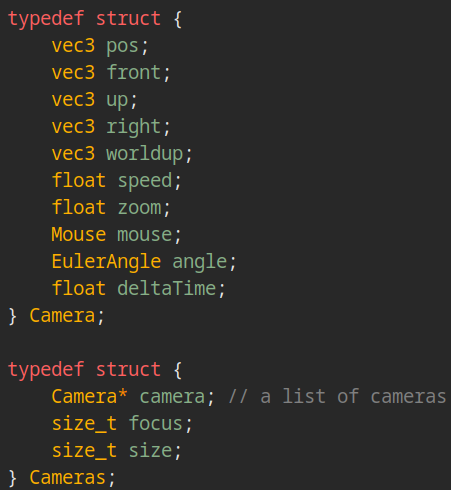 typedef struct {
    vec3 pos;
    vec3 front;
    vec3 up;
    vec3 right;
    vec3 worldup;
    float speed;
    float zoom;
    Mouse mouse;
    EulerAngle angle;
    float deltaTime;
} Camera;

typedef struct {
    Camera* camera; // a list of cameras
    size_t focus;
    size_t size;
} Cameras;